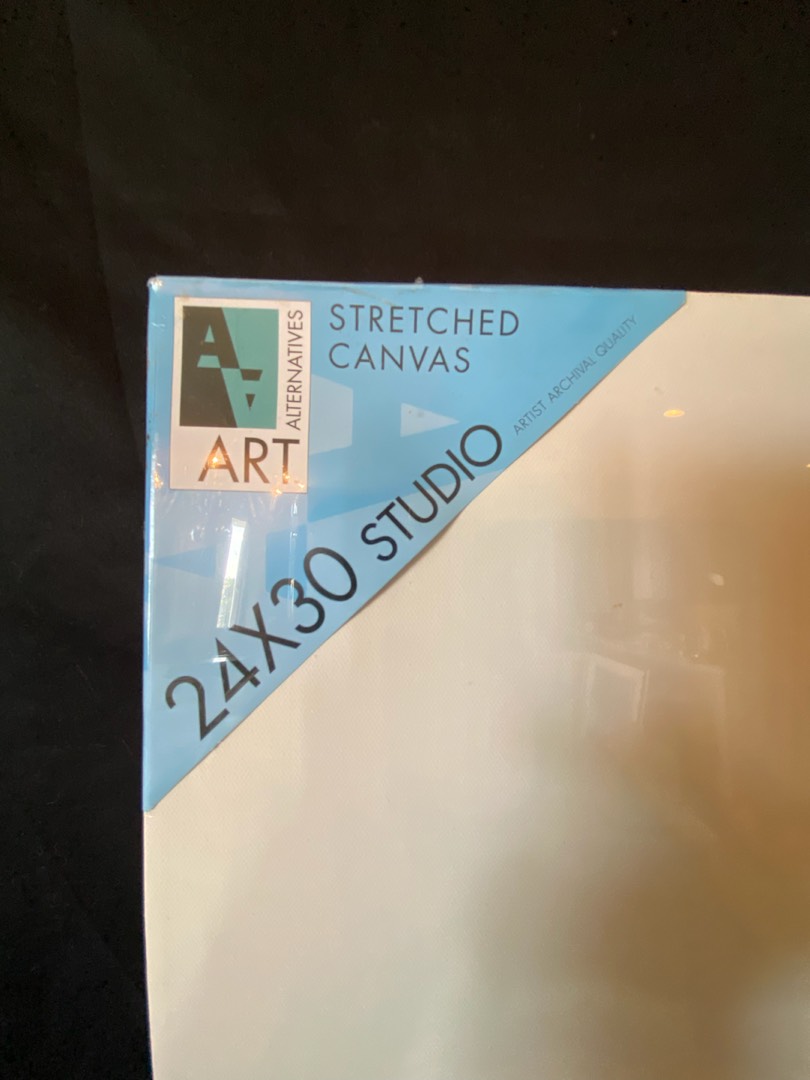 ALTERNATIVES
ART
STRETCHED
CANVAS
24X30 STUDIO ARTIST ARCHIVAL QUALITY